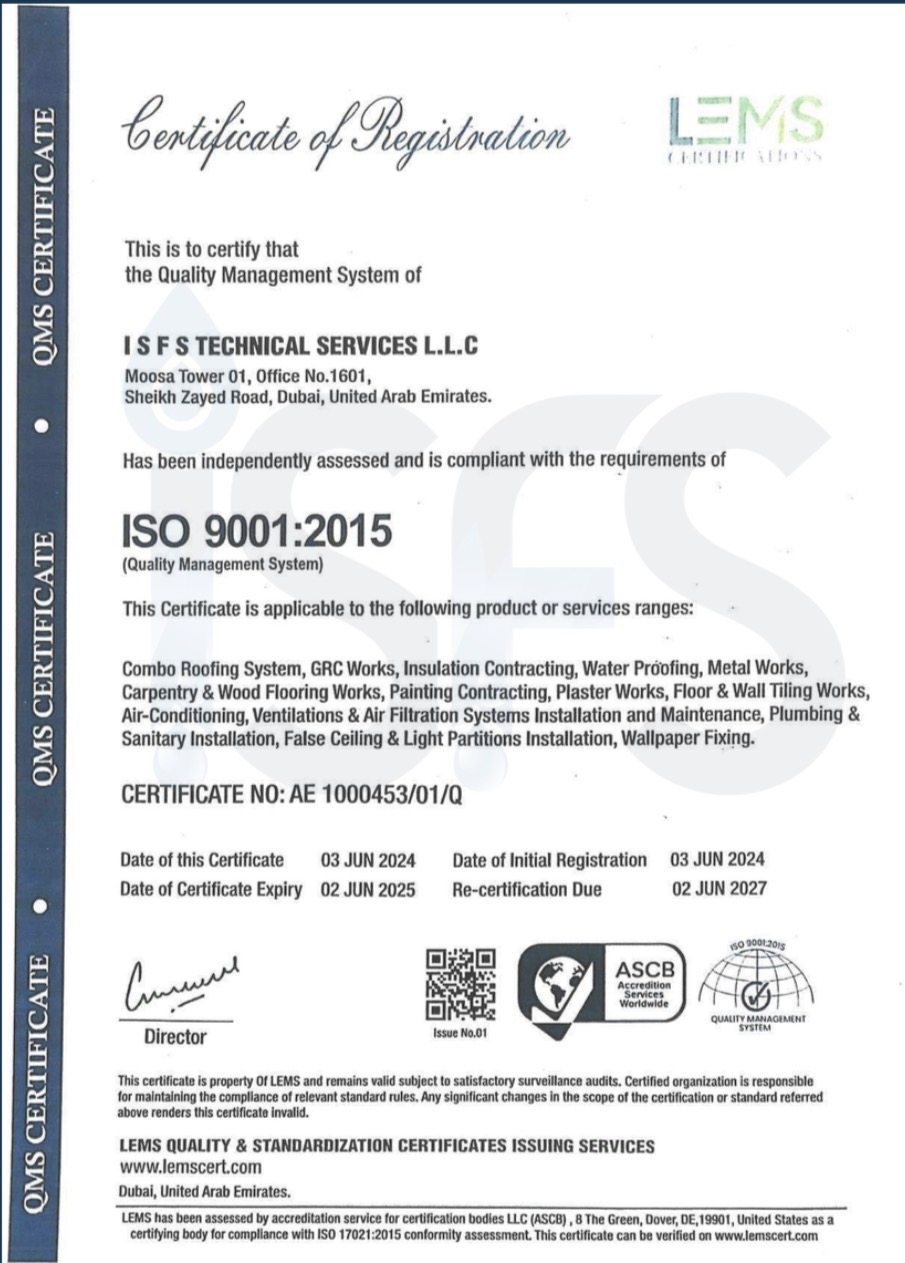 Certificate of Registration
LEMS
CERTIFICATIONS
QMS CERTIFICATE • QMS CERTIFICATE • QMS CERTIFICATE
This is to certify that
the Quality Management System of
I S F S TECHNICAL SERVICES L.L.C
Moosa Tower 01, Office No.1601,
Sheikh Zayed Road, Dubai, United Arab Emirates.
Has been independently assessed and is compliant with the requirements of
ISO 9001:2015
(Quality Management System)
This Certificate is applicable to the following product or services ranges:
Combo Roofing System, GRC Works, Insulation Contracting, Water Proofing, Metal Works,
Carpentry & Wood Flooring Works, Painting Contracting, Plaster Works, Floor & Wall Tiling Works,
Air-Conditioning, Ventilations & Air Filtration Systems Installation and Maintenance, Plumbing &
Sanitary Installation, False Ceiling & Light Partitions Installation, Wallpaper Fixing.
ISFS
CERTIFICATE NO: AE 1000453/01/Q
Date of this Certificate 03 JUN 2024 Date of Initial Registration 03 JUN 2024
Date of Certificate Expiry 02 JUN 2025 Re-certification Due 02 JUN 2027
Director
Issue No.01
ASCB
Accreditation
Services
Worldwide
ISO 9001:2015
QUALITY MANAGEMENT
SYSTEM
This certificate is property Of LEMS and remains valid subject to satisfactory surveillance audits. Certified organization is responsible
for maintaining the compliance of relevant standard rules. Any significant changes in the scope of the certification or standard referred
above renders this certificate invalid.
LEMS QUALITY & STANDARDIZATION CERTIFICATES ISSUING SERVICES
www.lemscert.com
Dubai, United Arab Emirates.
LEMS has been assessed by accreditation service for certification bodies LLC (ASCB) , 8 The Green, Dover, DE,19901, United States as a
certifying body for compliance with ISO 17021:2015 conformity assessment. This certificate can be verified on www.lemscert.com